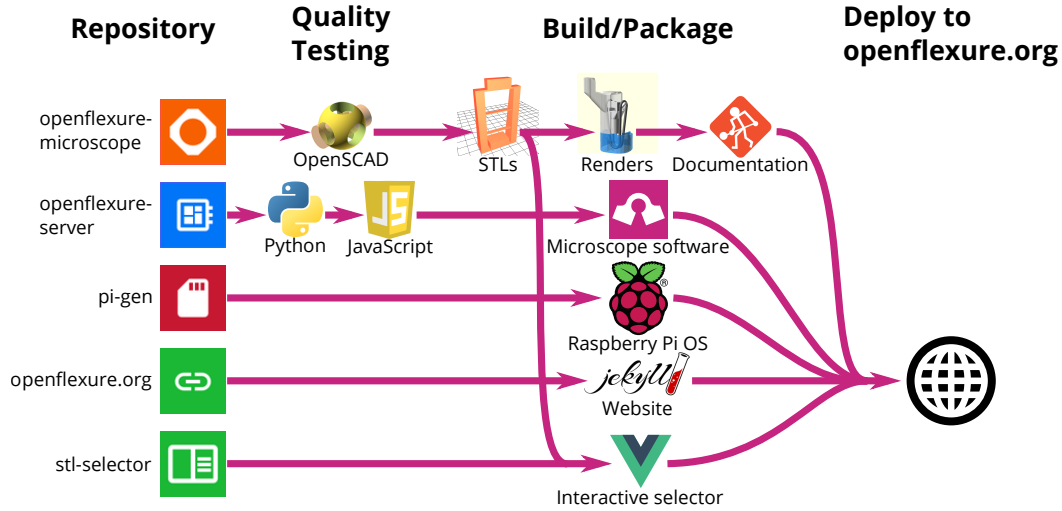 Repository
Quality
Testing
Build/Package
Deploy to
openflexure.org
openflexure-
microscope
OpenSCAD
STLs
Renders
Documentation
openflexure-
server
Python
JS
JavaScript
Microscope software
pi-gen
®
Raspberry Pi OS
openflexure.org
jekyll
Website
stl-selector
Interactive selector